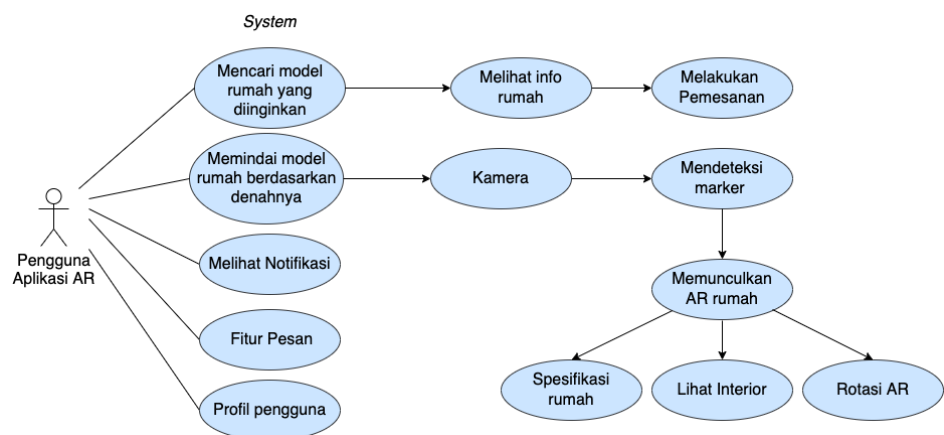 System
Mencari model
rumah yang
diinginkan
Melihat info
rumah
Melakukan
Pemesanan
Memindai model
rumah berdasarkan
denahnya
Kamera
Mendeteksi
marker
Pengguna
Aplikasi AR
Melihat Notifikasi
Memunculkan
AR rumah
Fitur Pesan
Spesifikasi
rumah
Lihat Interior
Rotasi AR
Profil pengguna